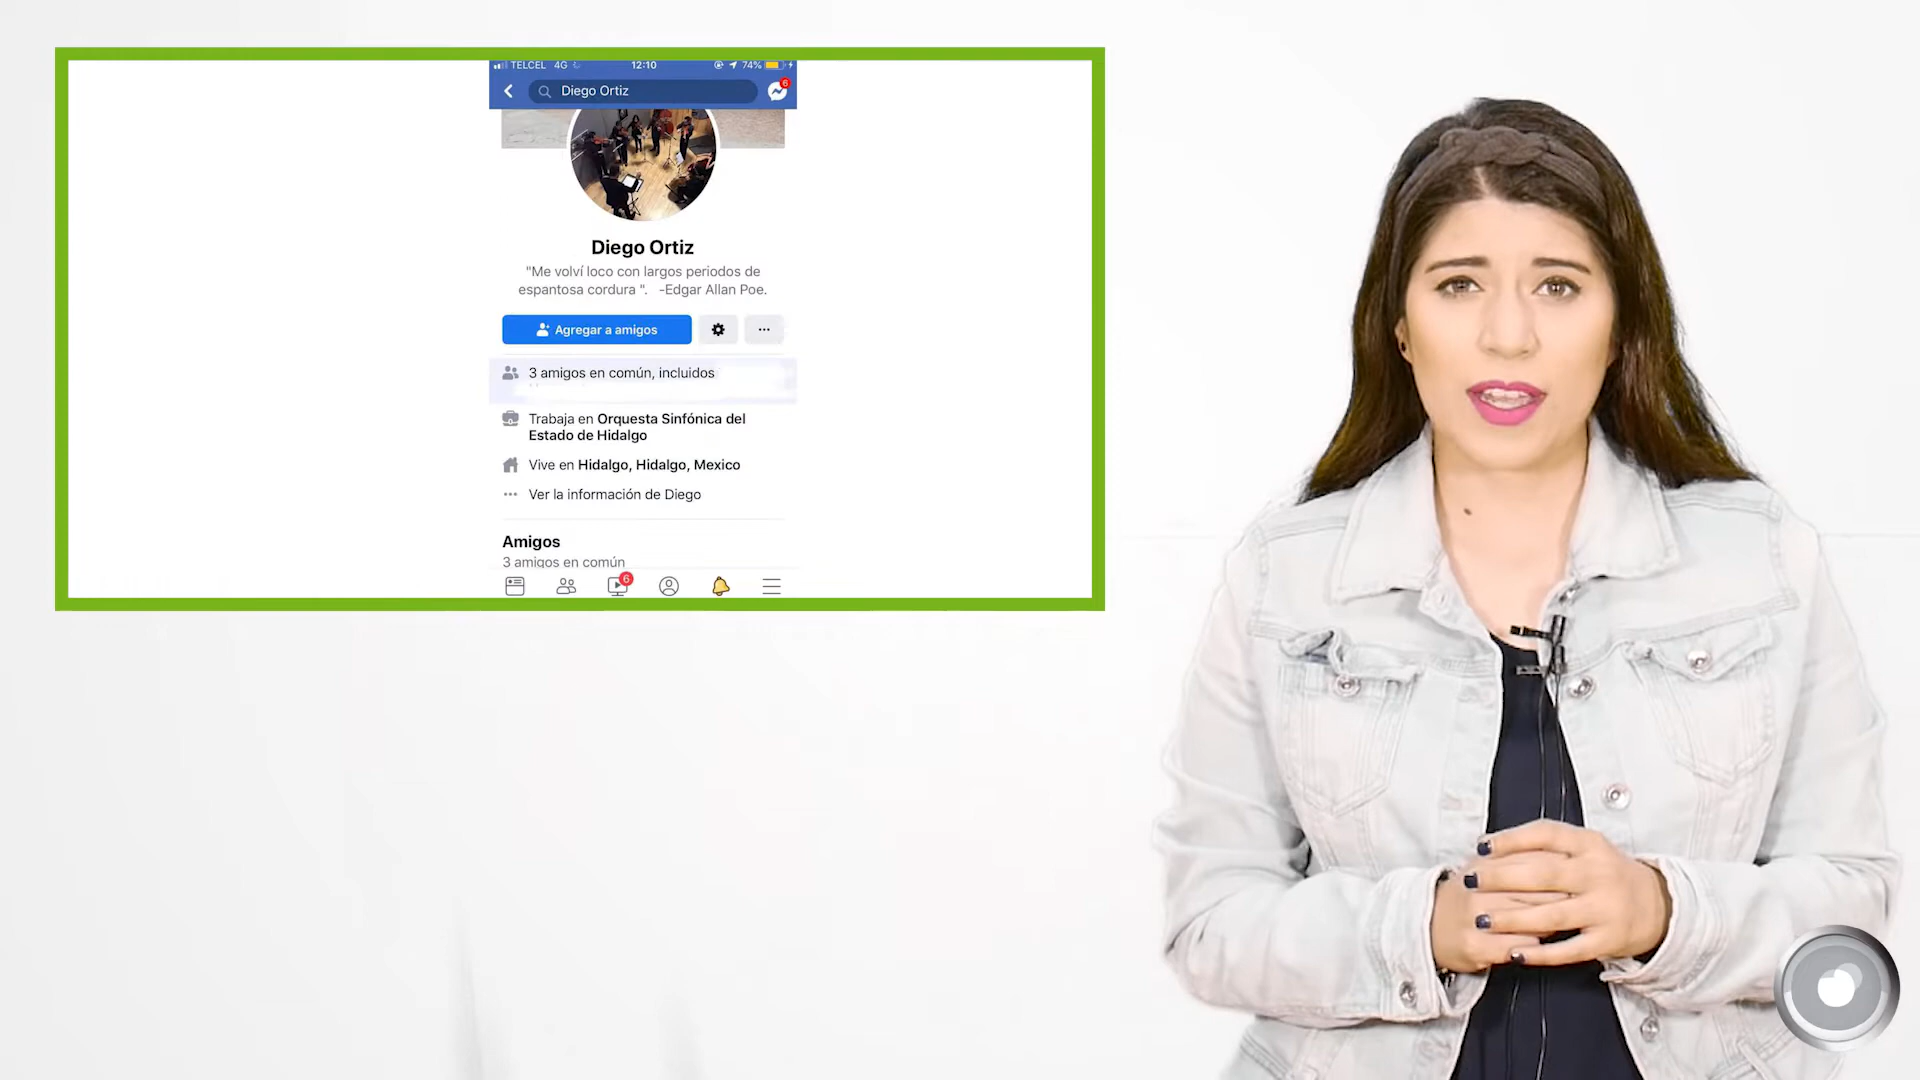 TELCEL 4G 12:10 74%
Diego Ortiz
6
Diego Ortiz
"Me volví loco con largos periodos de
espantosa cordura ". -Edgar Allan Poe.
Agregar a amigos
3 amigos en común, incluidos
Trabaja en Orquesta Sinfónica del
Estado de Hidalgo
Vive en Hidalgo, Hidalgo, Mexico
Ver la información de Diego
Amigos
3 amigos en común
6